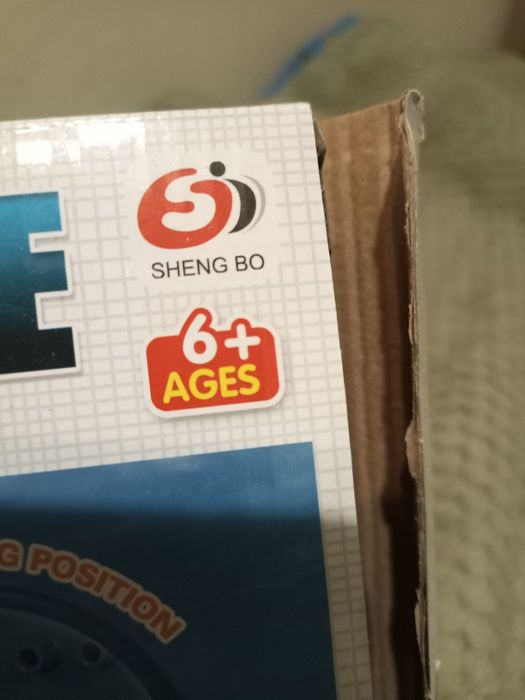 E
SHENG BO
6+
AGES
G POSITION